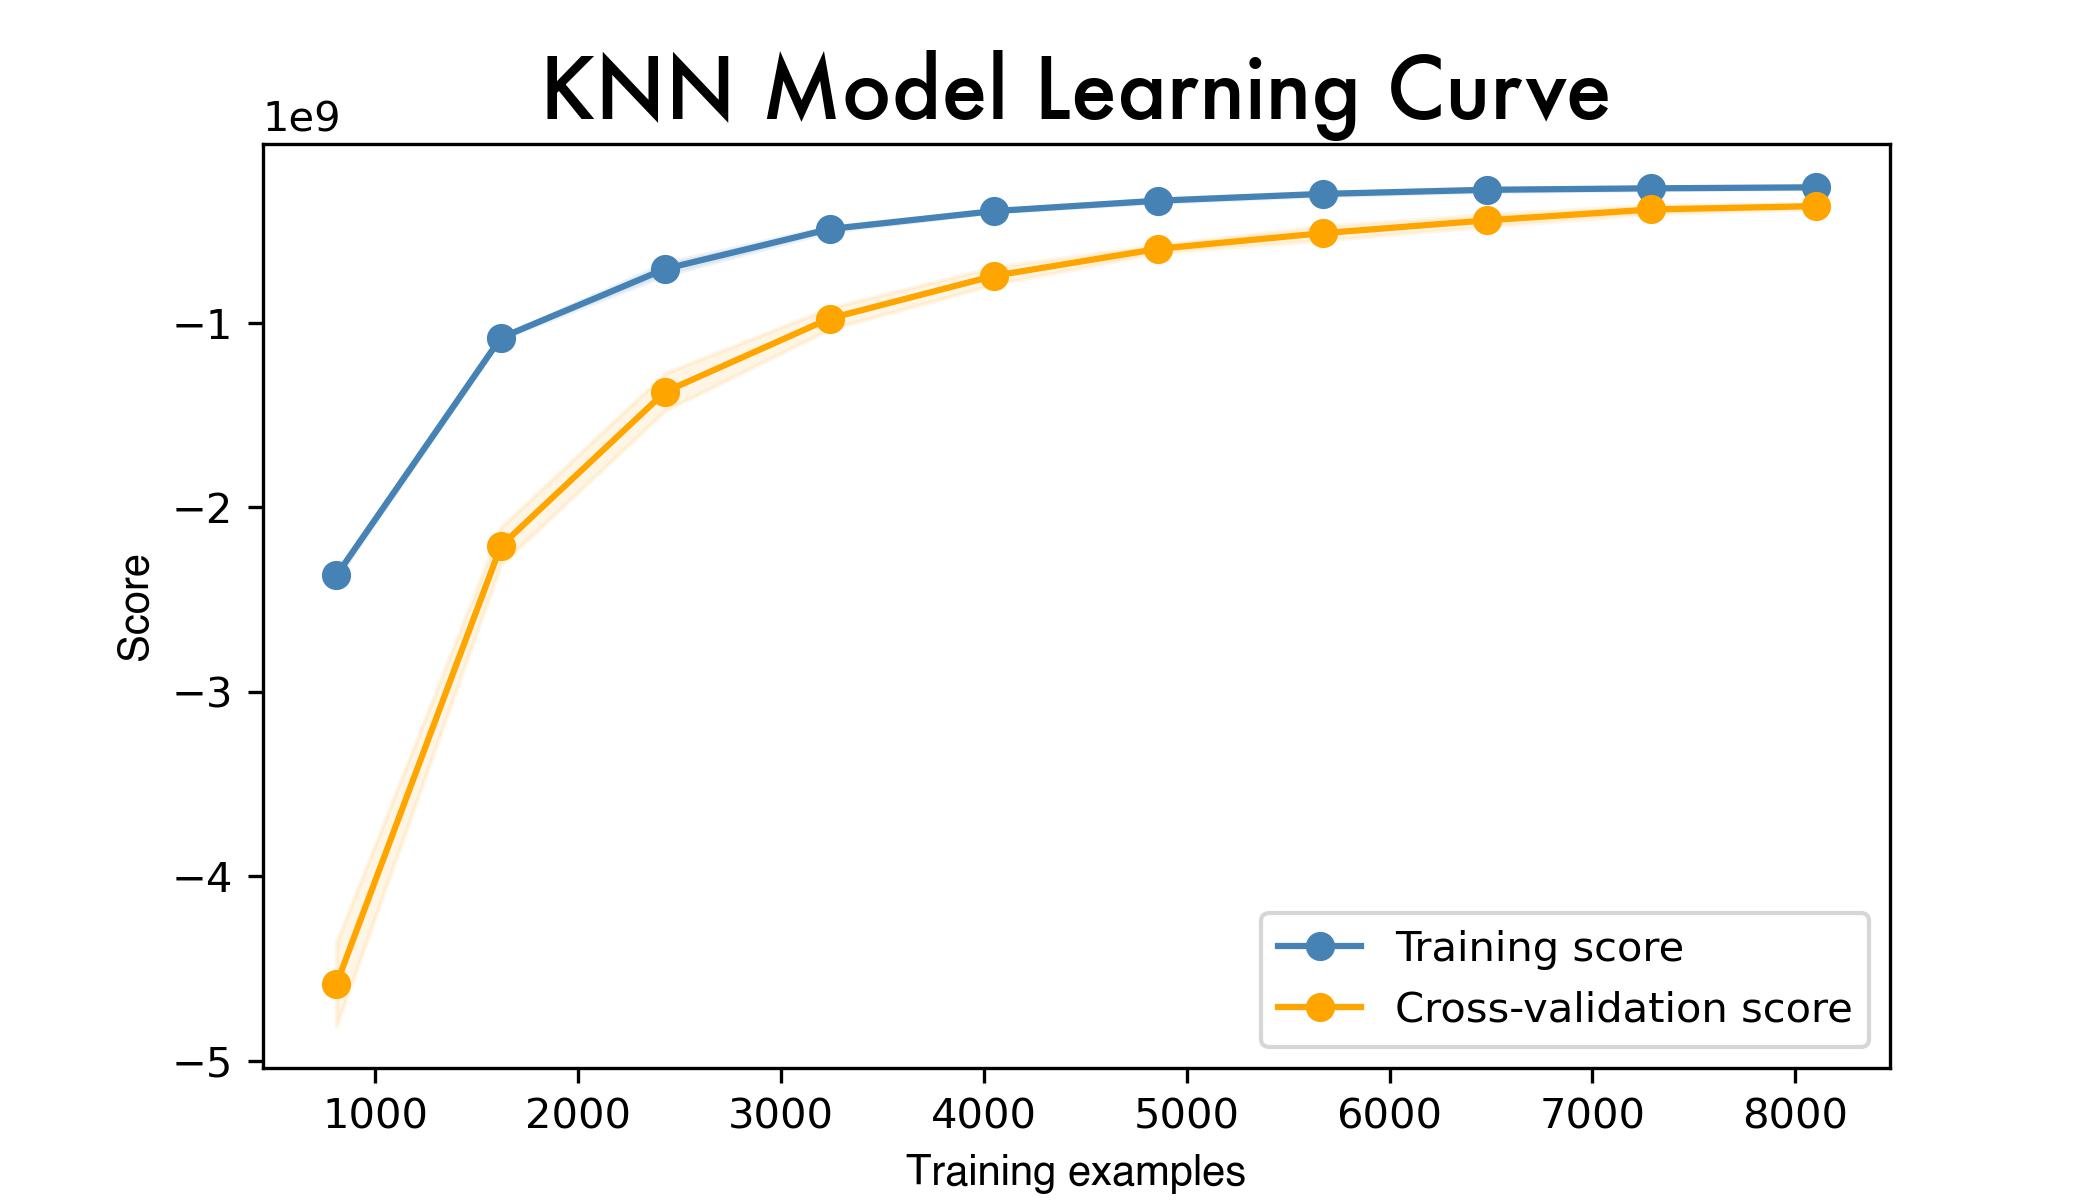 KNN Model Learning Curve
1e9
−1
−2
−3
−4
−5
Score
1000 2000 3000 4000 5000 6000 7000 8000
Training examples
Training score
Cross-validation score